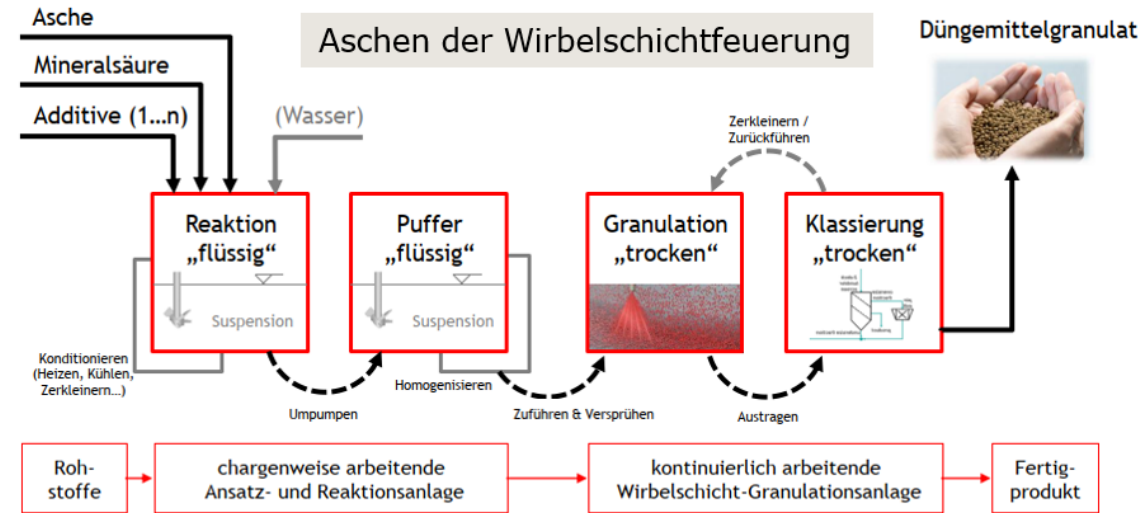 Asche
Mineralsäure
Additive (1...n)
(Wasser)
Aschen der Wirbelschichtfeuerung
Düngemittelgranulat
Zerkleinern /
Zurückführen
Reaktion
„flüssig“
Suspension
Puffer
„flüssig“
Suspension
Granulation
„trocken“
Klassierung
„trocken“
Konditionieren
(Heizen, Kühlen,
Zerkleinern...)
Umpumpen
Homogenisieren
Zuführen & Versprühen
Austragen
Roh-
stoffe
chargenweise arbeitende
Ansatz- und Reaktionsanlage
kontinuierlich arbeitende
Wirbelschicht-Granulationsanlage
Fertig-
produkt